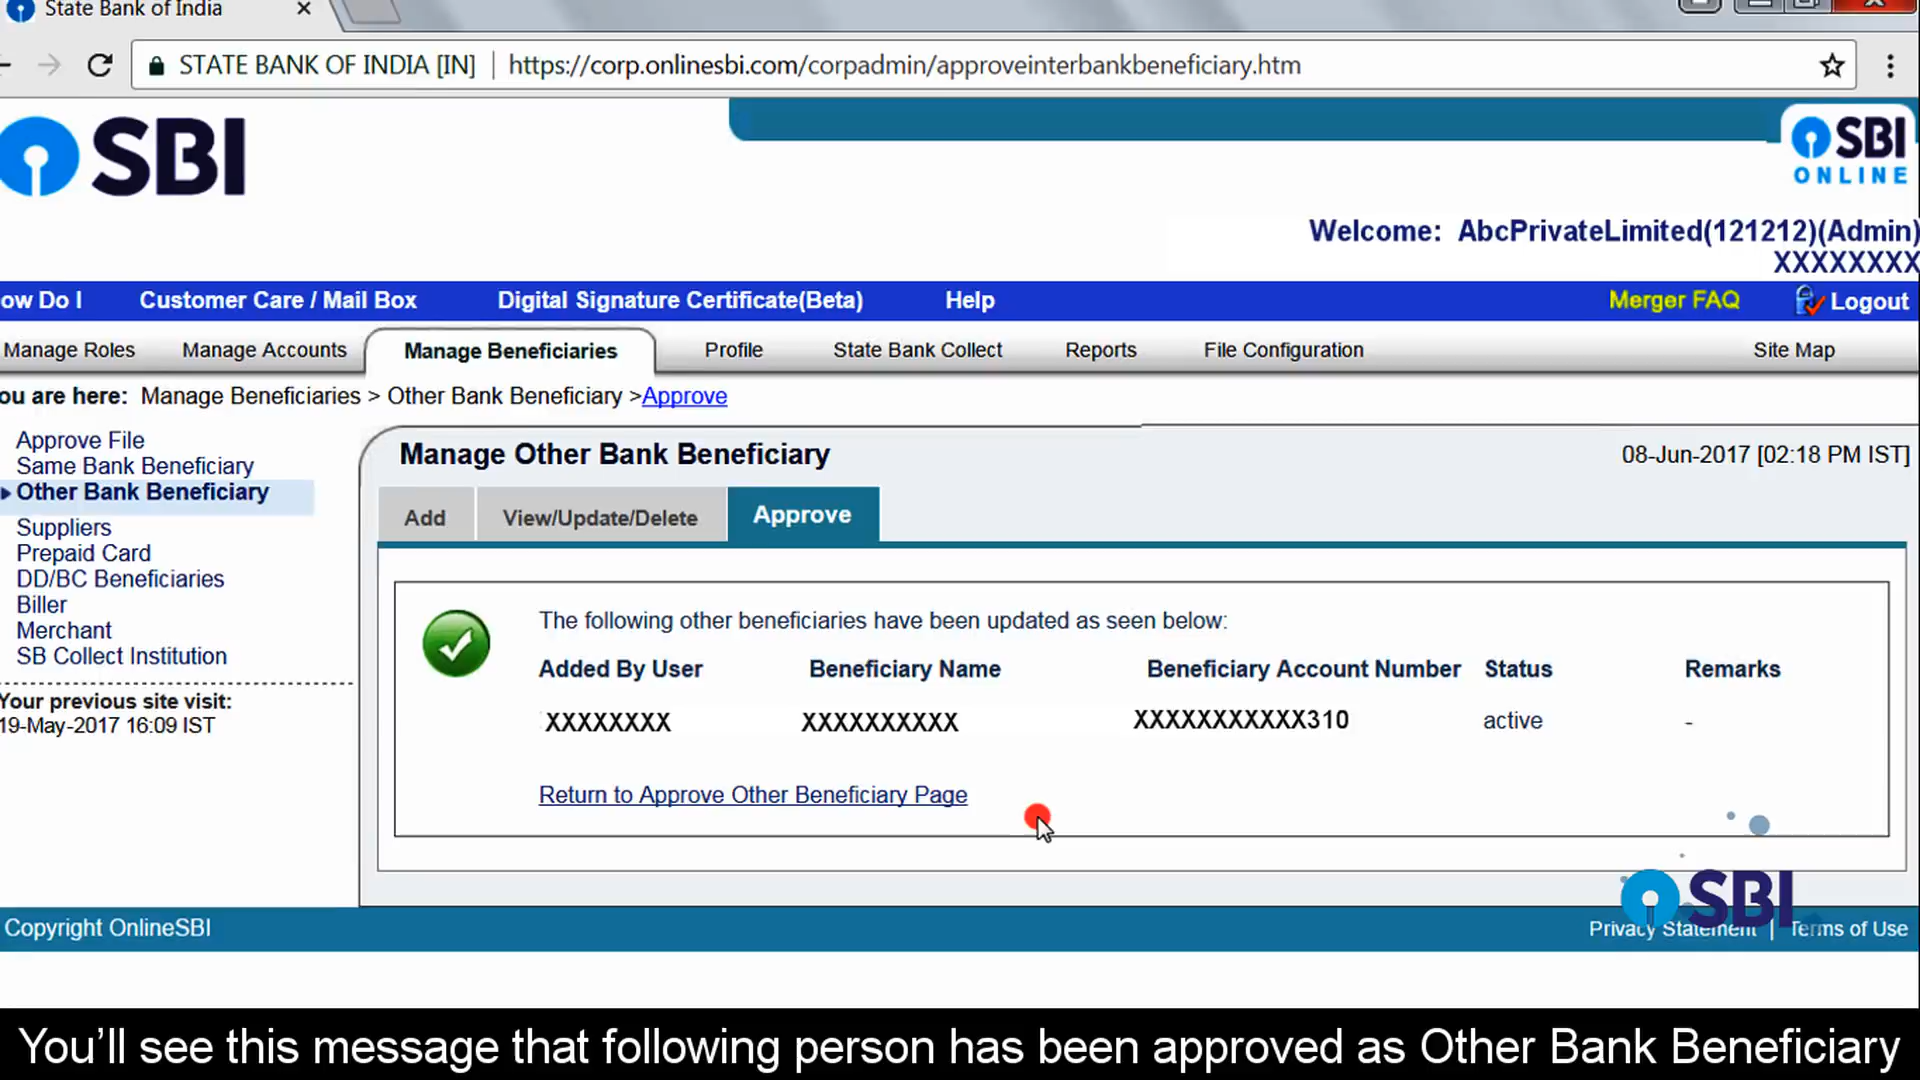 State Bank of India
STATE BANK OF INDIA [IN] https://corp.onlinesbi.com/corpadmin/approveinterbankbeneficiary.htm
SBI
SBI
ONLINE
Welcome: AbcPrivateLimited(121212)(Admin)
XXXXXXXX
ow Do I Customer Care / Mail Box Digital Signature Certificate(Beta) Help Merger FAQ Logout
Manage Roles Manage Accounts Manage Beneficiaries Profile State Bank Collect Reports File Configuration Site Map
ou are here: Manage Beneficiaries > Other Bank Beneficiary >Approve
Approve File
Same Bank Beneficiary
Other Bank Beneficiary
Suppliers
Prepaid Card
DD/BC Beneficiaries
Biller
Merchant
SB Collect Institution
Your previous site visit:
19-May-2017 16:09 IST
Manage Other Bank Beneficiary 08-Jun-2017 [02:18 PM IST]
Add View/Update/Delete Approve
The following other beneficiaries have been updated as seen below:
Added By User Beneficiary Name Beneficiary Account Number Status Remarks
XXXXXXXX XXXXXXXXXX XXXXXXXXXXX310 active -
Return to Approve Other Beneficiary Page
SBI
Copyright OnlineSBI Privacy Statement | Terms of Use
You’ll see this message that following person has been approved as Other Bank Beneficiary